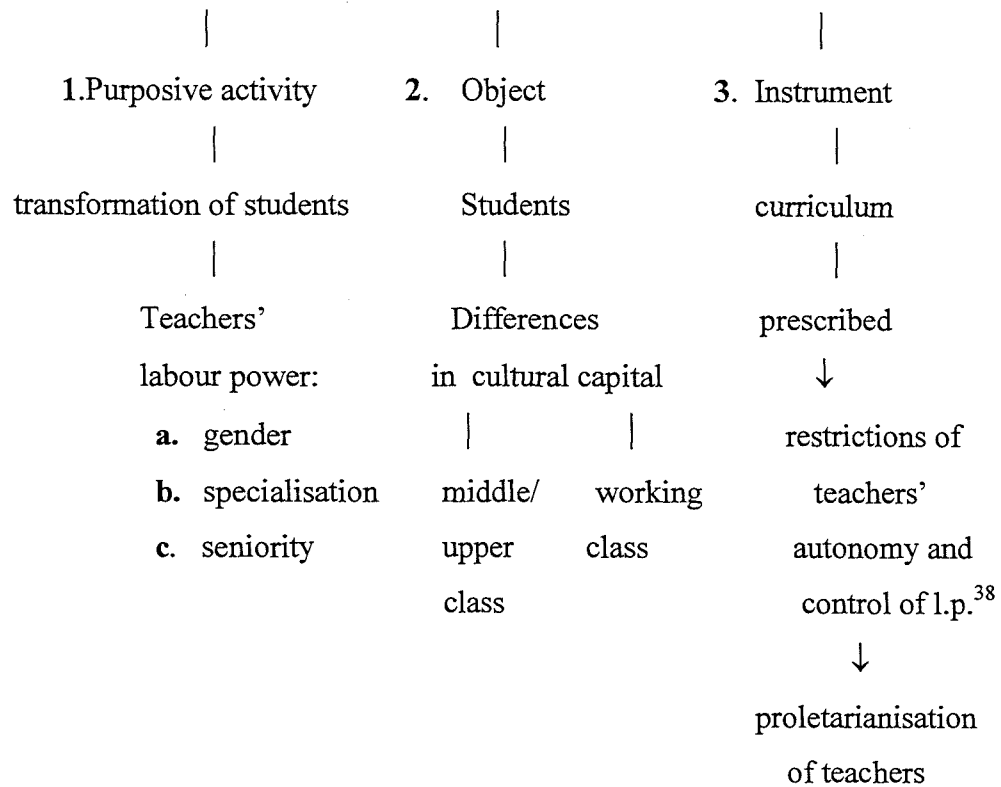 1.Purposive activity
2. Object
3. Instrument
transformation of students
Students
curriculum
Teachers’
labour power:
a. gender
b. specialisation
c. seniority
Differences
in cultural capital
middle/
upper
class
working
class
prescribed
↓
restrictions of
teachers’
autonomy and
control of l.p.38
↓
proletarianisation
of teachers